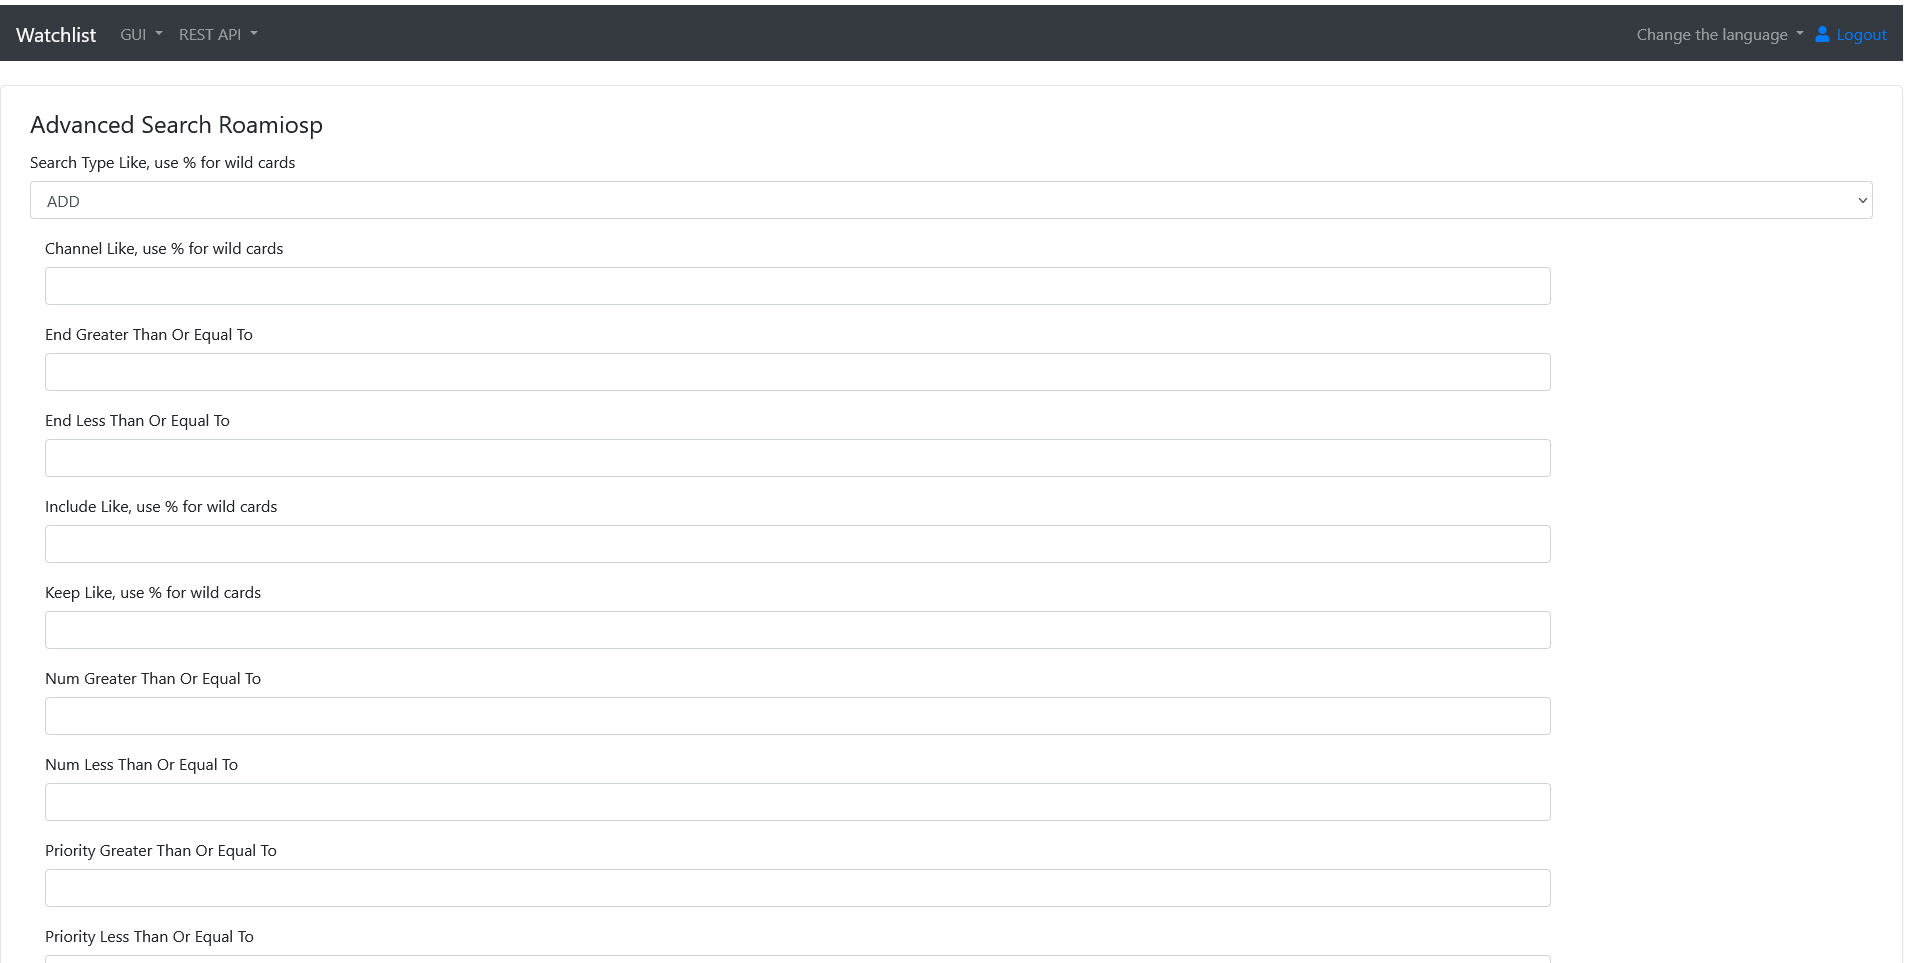 Watchlist GUI REST API Change the language Logout
Advanced Search Roamiosp
Search Type Like, use % for wild cards
ADD
Channel Like, use % for wild cards
End Greater Than Or Equal To
End Less Than Or Equal To
Include Like, use % for wild cards
Keep Like, use % for wild cards
Num Greater Than Or Equal To
Num Less Than Or Equal To
Priority Greater Than Or Equal To
Priority Less Than Or Equal To